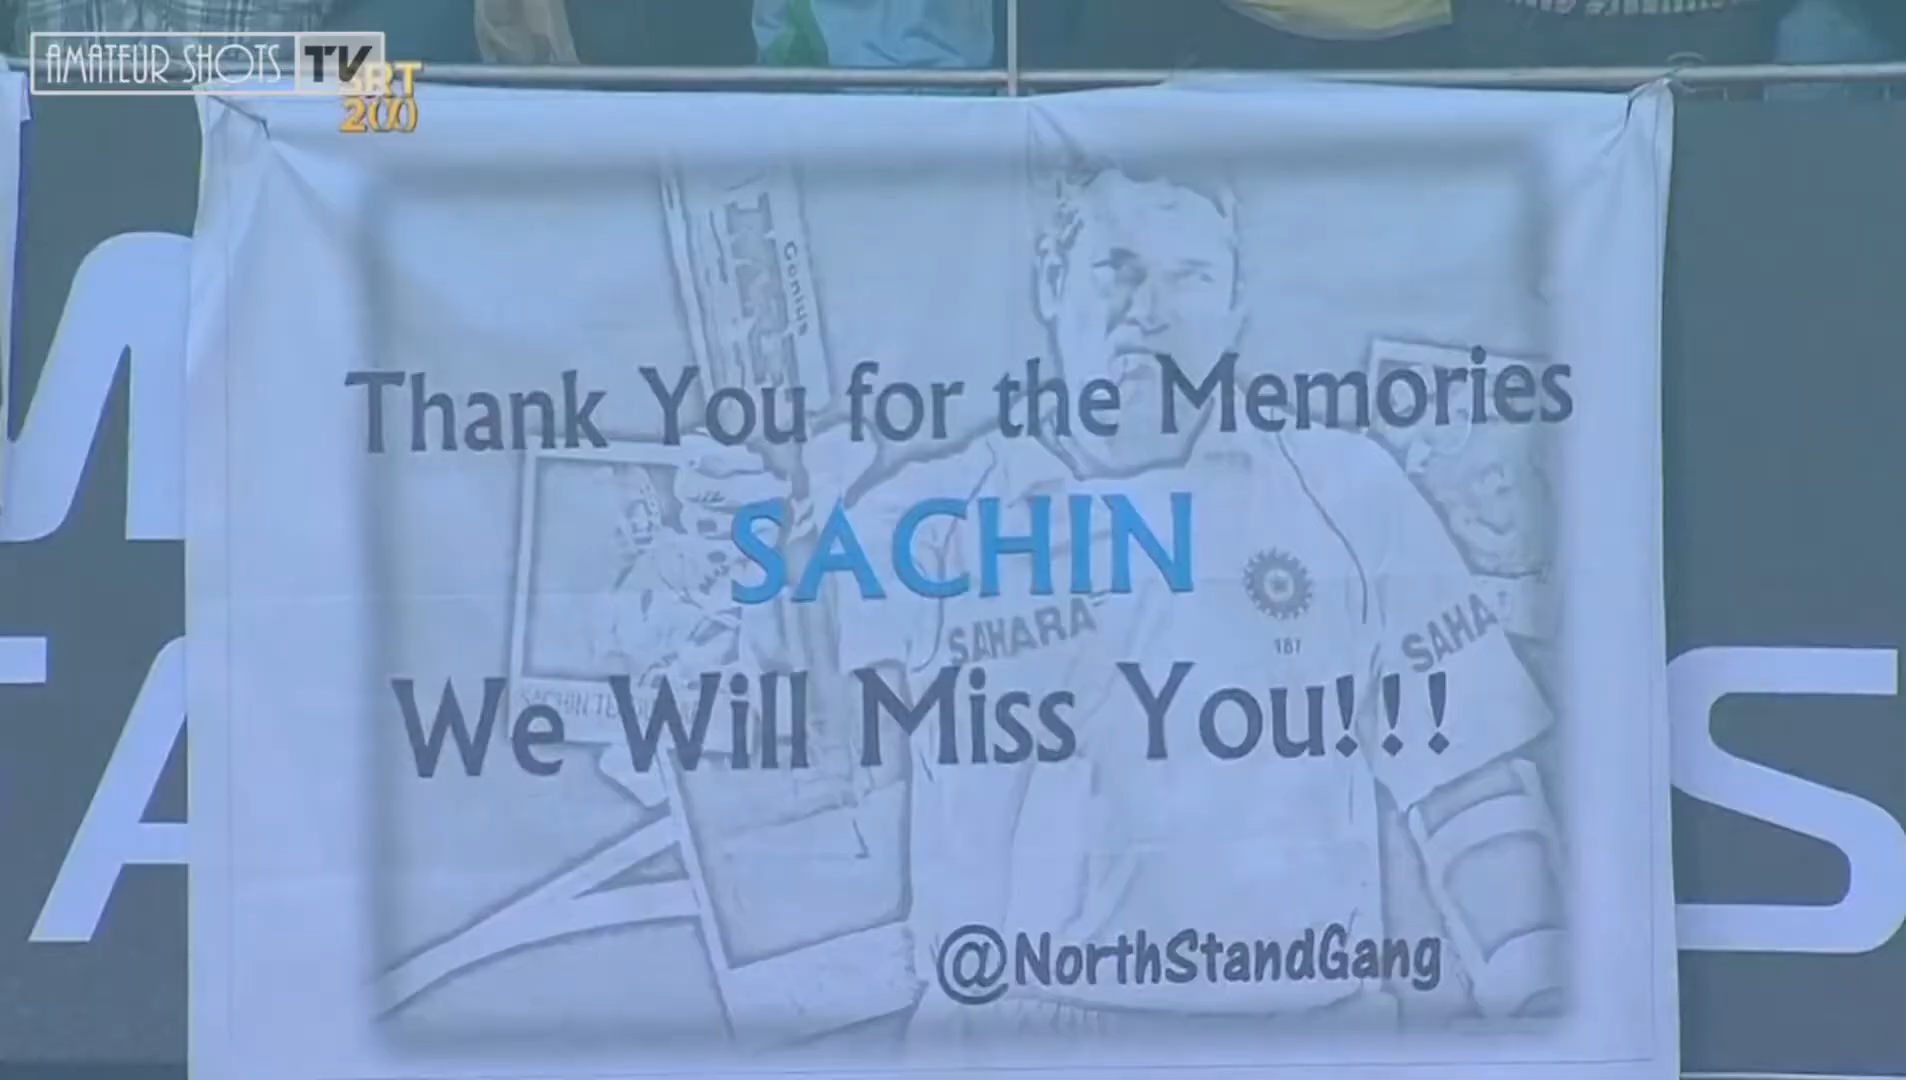 AMATEUR SHOTS TV
SRT
200
Genius
Thank You for the Memories
SACHIN
SAHARA
181
SAHA
We Will Miss You!!!
@NorthStandGang